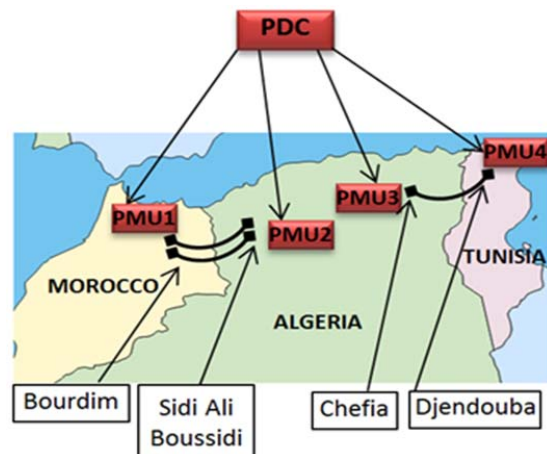 PDC
PMU4
PMU3
PMU1
PMU2
TUNISIA
MOROCCO
ALGERIA
Bourdim
Sidi Ali
Boussidi
Chefia
Djendouba